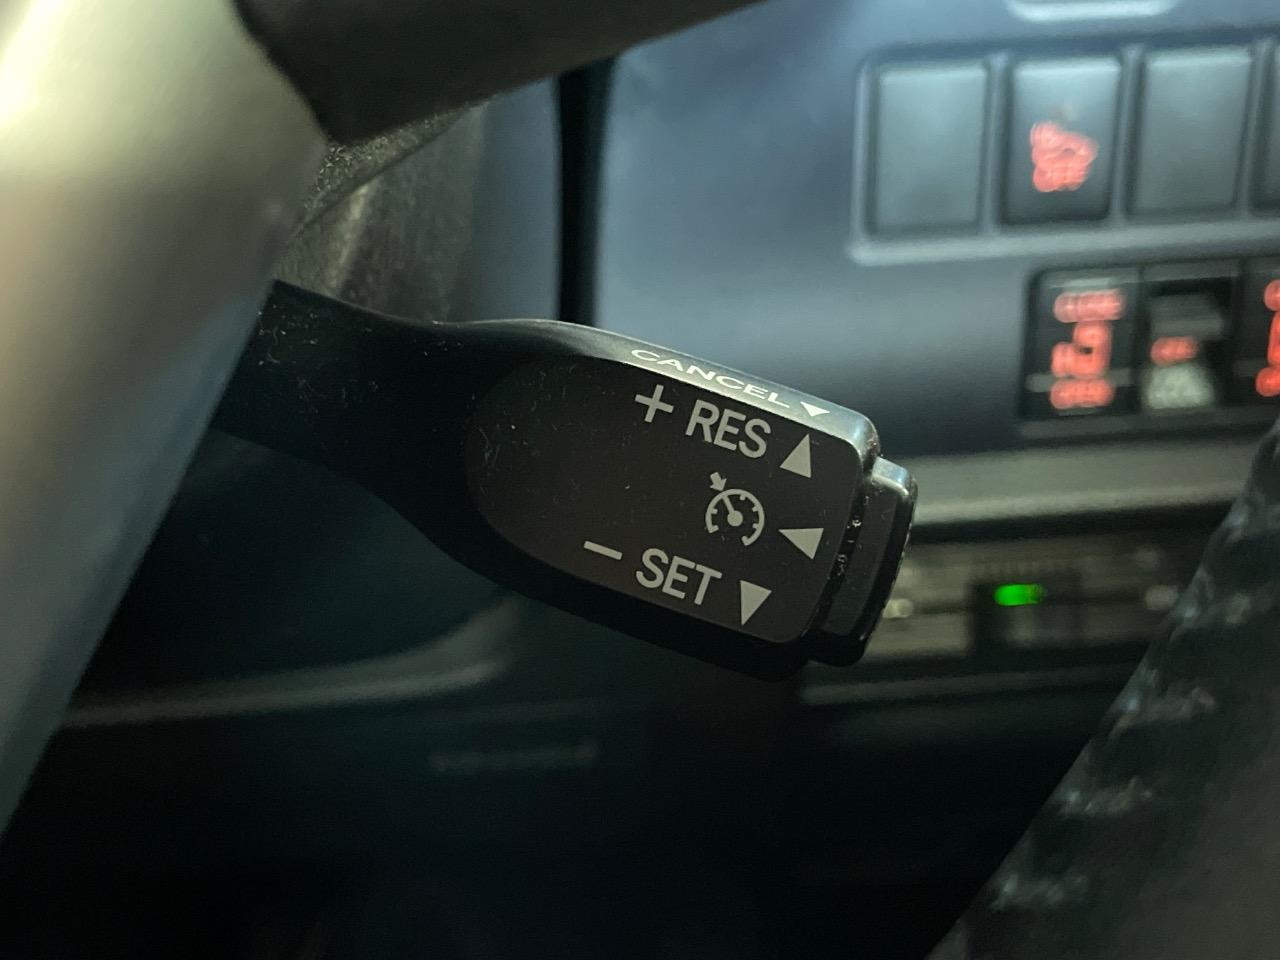 CANCEL ▼
+ RES ▲
◀
− SET ▼